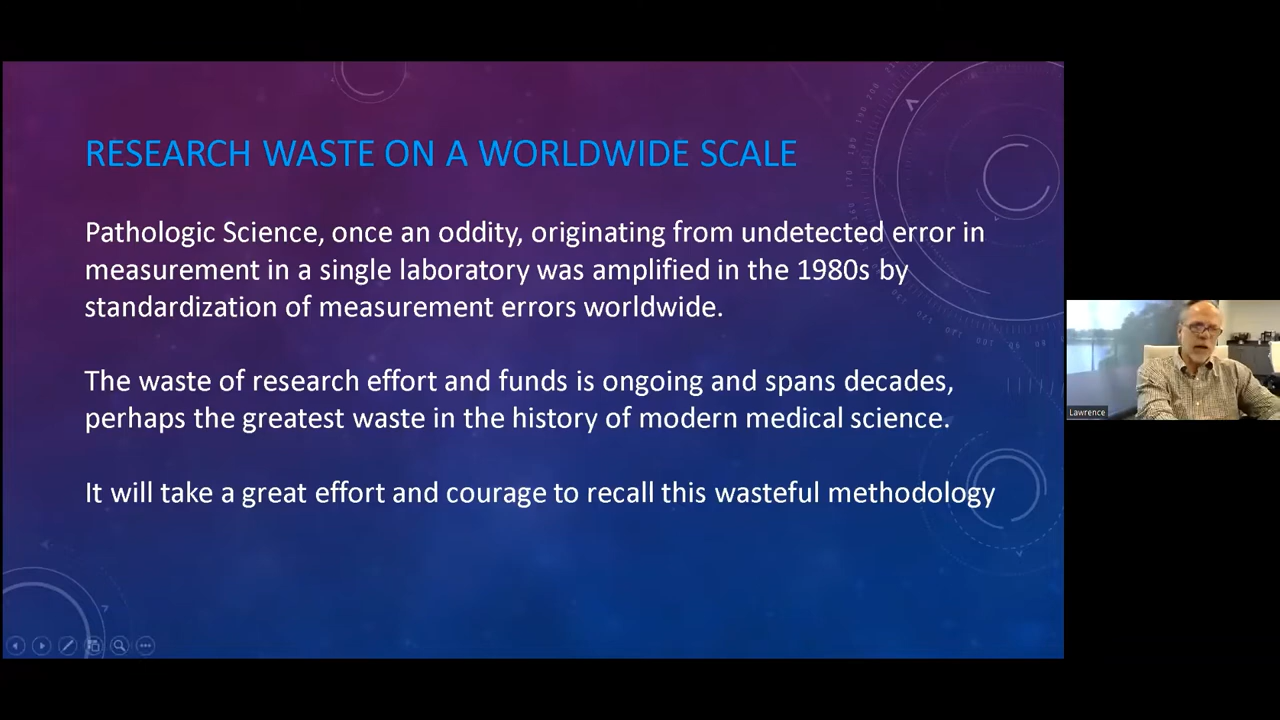 RESEARCH WASTE ON A WORLDWIDE SCALE
Pathologic Science, once an oddity, originating from undetected error in
measurement in a single laboratory was amplified in the 1980s by
standardization of measurement errors worldwide.
The waste of research effort and funds is ongoing and spans decades,
perhaps the greatest waste in the history of modern medical science.
It will take a great effort and courage to recall this wasteful methodology
Lawrence